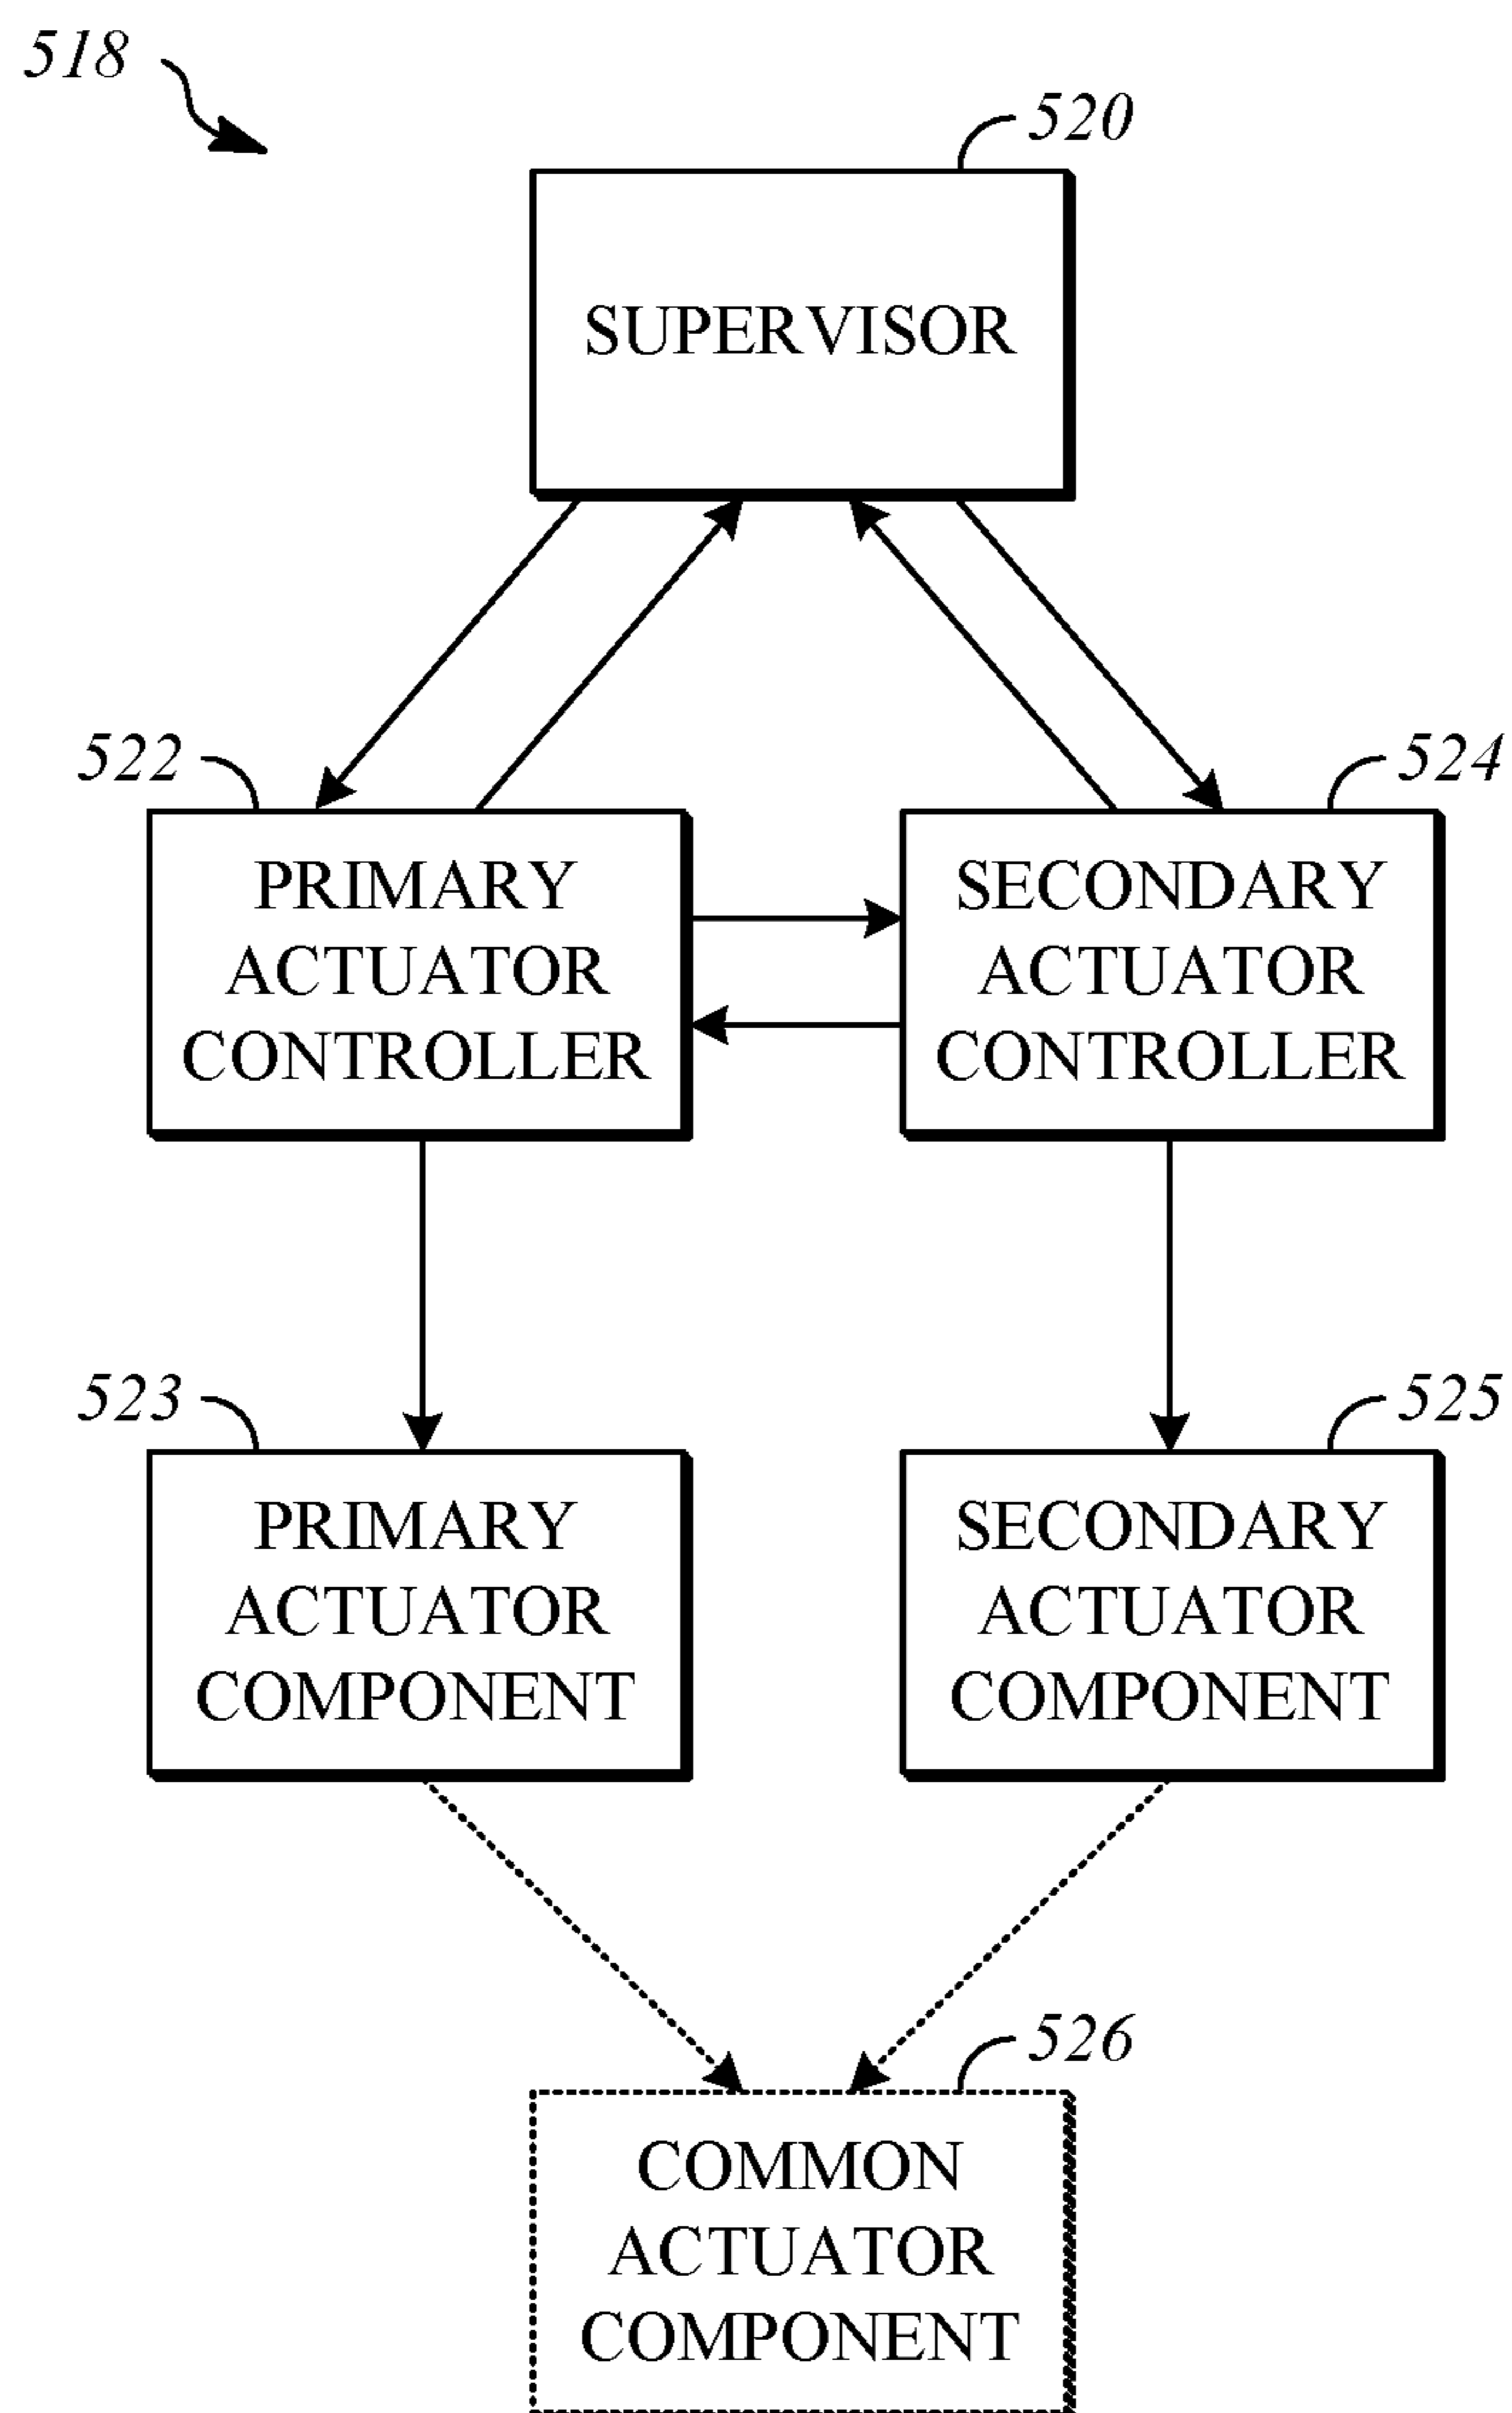 518
520
SUPERVISOR
522
524
PRIMARY
ACTUATOR
CONTROLLER
SECONDARY
ACTUATOR
CONTROLLER
523
525
PRIMARY
ACTUATOR
COMPONENT
SECONDARY
ACTUATOR
COMPONENT
526
COMMON
ACTUATOR
COMPONENT